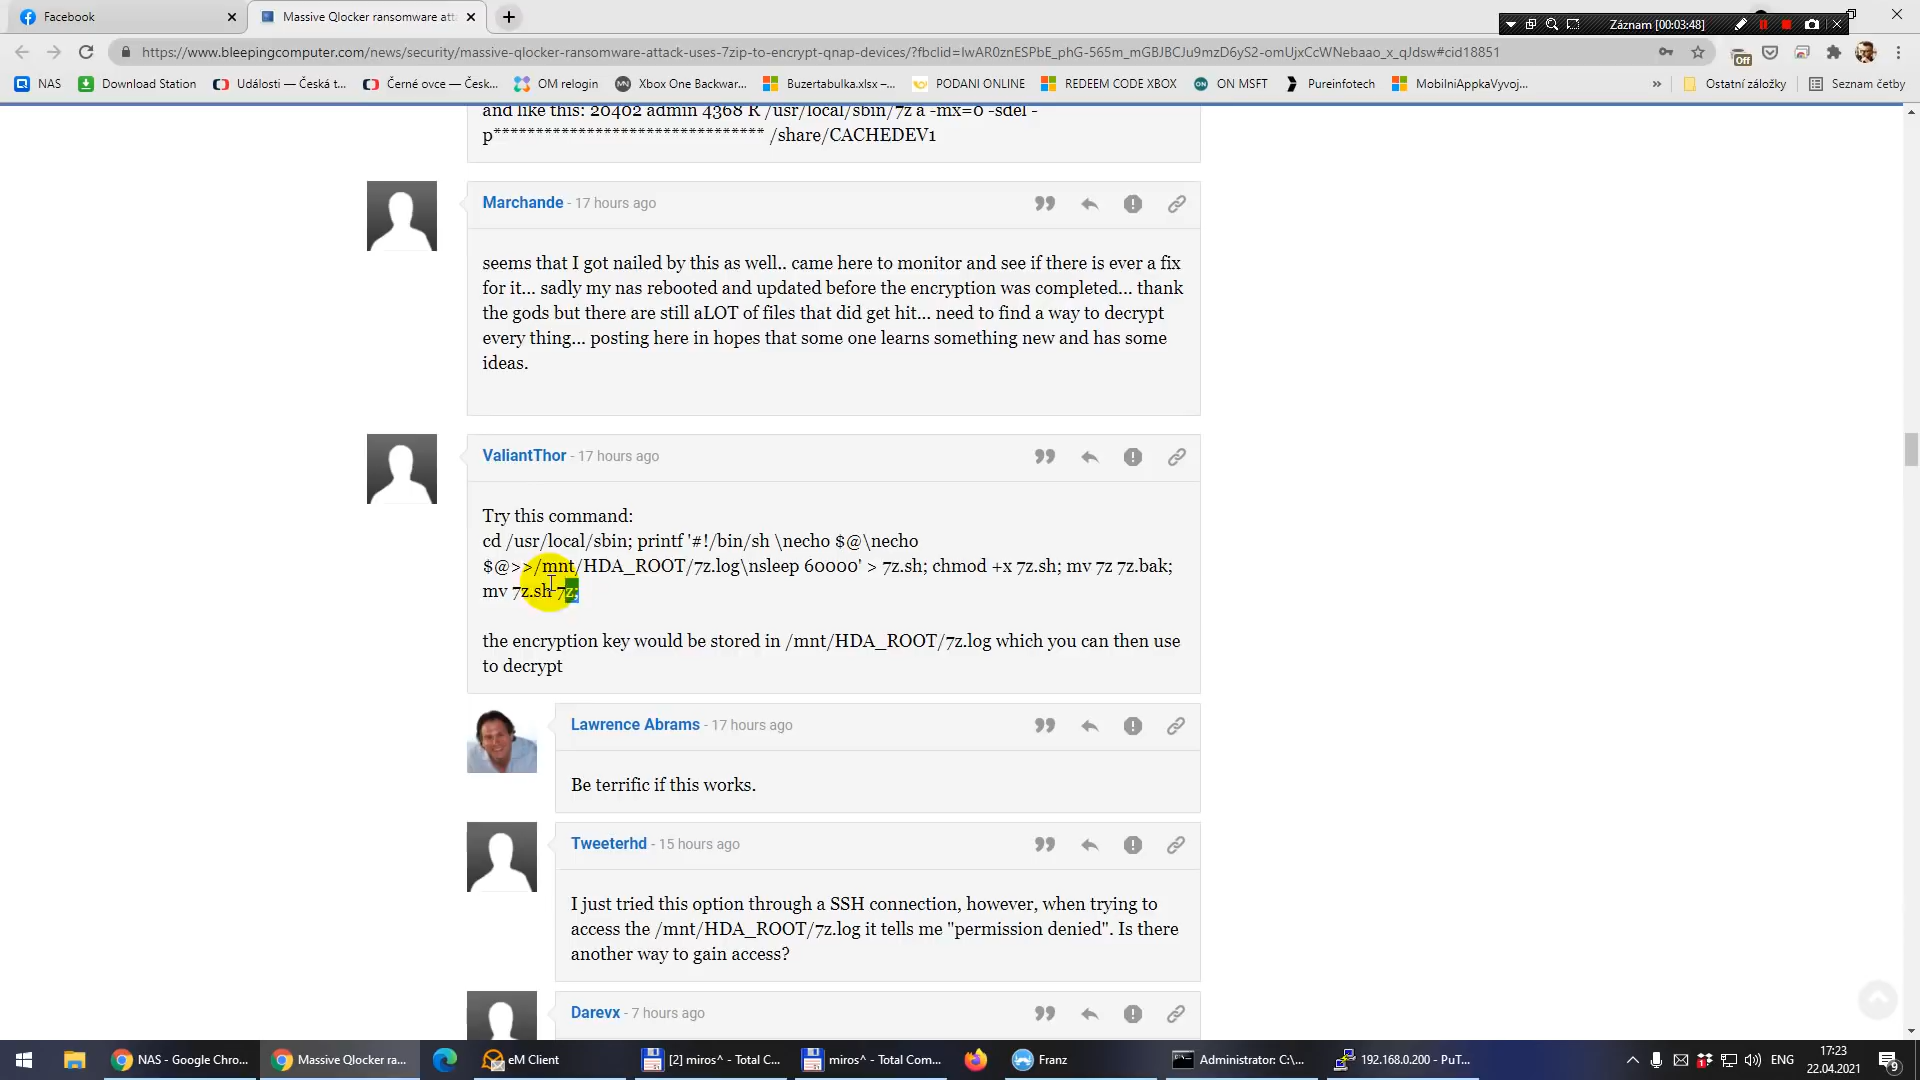 Facebook
Massive Qlocker ransomware atta
Záznam [00:03:48]
https://www.bleepingcomputer.com/news/security/massive-qlocker-ransomware-attack-uses-7zip-to-encrypt-qnap-devices/?fbclid=IwAR0znESPbE_phG-565m_mGBJBCJu9mzD6yS2-omUjxCcWNebaao_x_qJdsw#cid18851
Off
NAS
Download Station
Události — Česká t...
Černé ovce — Česk...
OM relogin
Xbox One Backwar...
Buzertabulka.xlsx –...
PODANI ONLINE
REDEEM CODE XBOX
ON MSFT
Pureinfotech
MobilniAppkaVyvoj...
»
Ostatní záložky
Seznam četby
and like this: 20402 admin 4368 R /usr/local/sbin/7z a -mx=0 -sdel -
p******************************** /share/CACHEDEV1
Marchande - 17 hours ago
seems that I got nailed by this as well.. came here to monitor and see if there is ever a fix
for it... sadly my nas rebooted and updated before the encryption was completed... thank
the gods but there are still aLOT of files that did get hit... need to find a way to decrypt
every thing... posting here in hopes that some one learns something new and has some
ideas.
ValiantThor - 17 hours ago
Try this command:
cd /usr/local/sbin; printf '#!/bin/sh \necho $@\necho
$@>>/mnt/HDA_ROOT/7z.log\nsleep 60000' > 7z.sh; chmod +x 7z.sh; mv 7z 7z.bak;
mv 7z.sh 7z;
the encryption key would be stored in /mnt/HDA_ROOT/7z.log which you can then use
to decrypt
Lawrence Abrams - 17 hours ago
Be terrific if this works.
Tweeterhd - 15 hours ago
I just tried this option through a SSH connection, however, when trying to
access the /mnt/HDA_ROOT/7z.log it tells me "permission denied". Is there
another way to gain access?
Darevx - 7 hours ago
NAS - Google Chro...
Massive Qlocker ra...
eM Client
[2] miros^ - Total C...
miros^ - Total Com...
Franz
Administrator: C:\...
192.168.0.200 - PuT...
ENG
17:23
22.04.2021
9